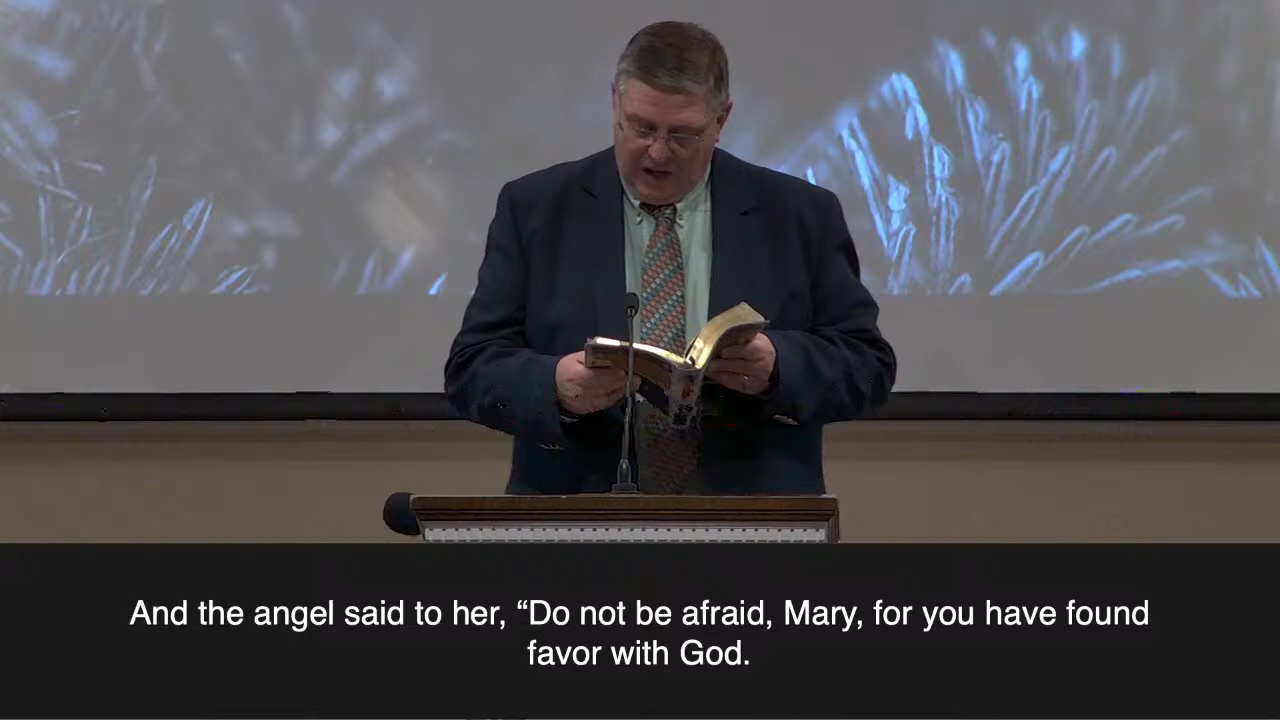 And the angel said to her, “Do not be afraid, Mary, for you have found
favor with God.